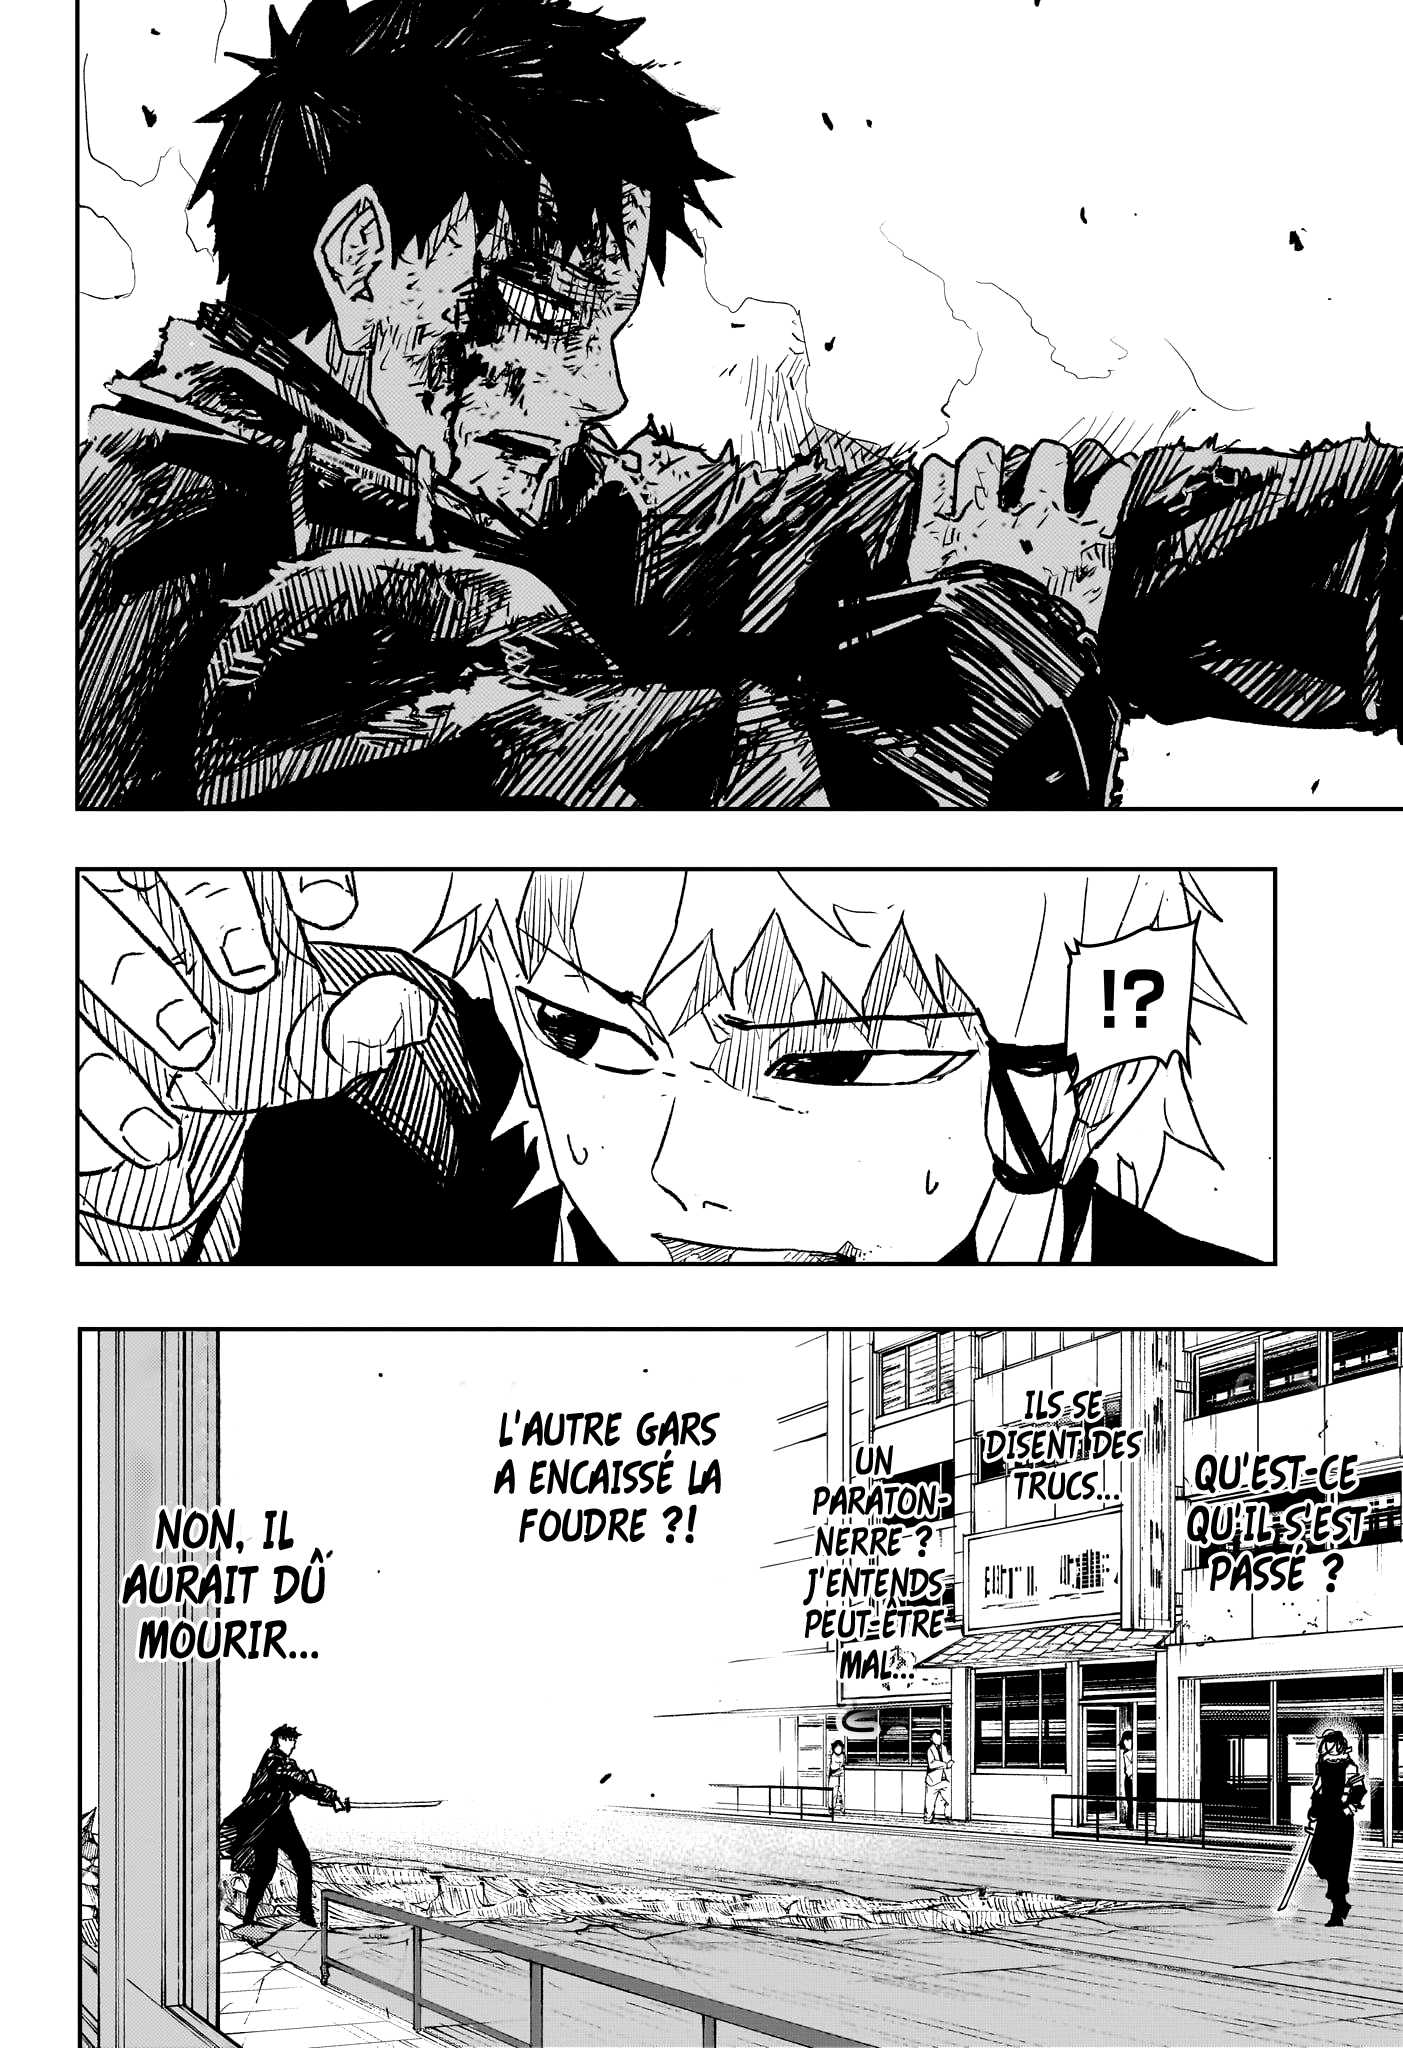 !?
QU'EST-CE
QU'IL S'EST
PASSÉ ?
ILS SE
DISENT DES
TRUCS...
UN
PARATON-
NERRE ?
J'ENTENDS
PEUT-ÊTRE
MAL...
L'AUTRE GARS
A ENCAISSÉ LA
FOUDRE ?!
NON, IL
AURAIT DÛ
MOURIR...